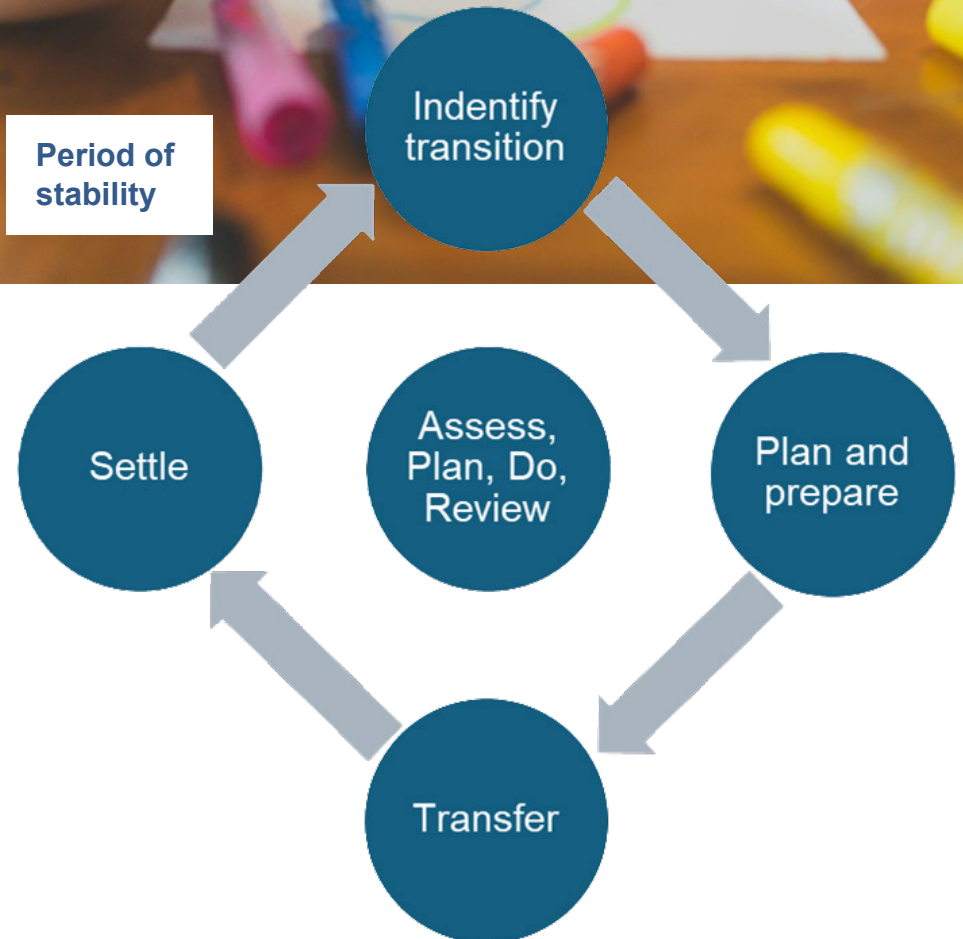 Indentify
transition
Period of
stability
Settle
Assess,
Plan, Do,
Review
Plan and
prepare
Transfer